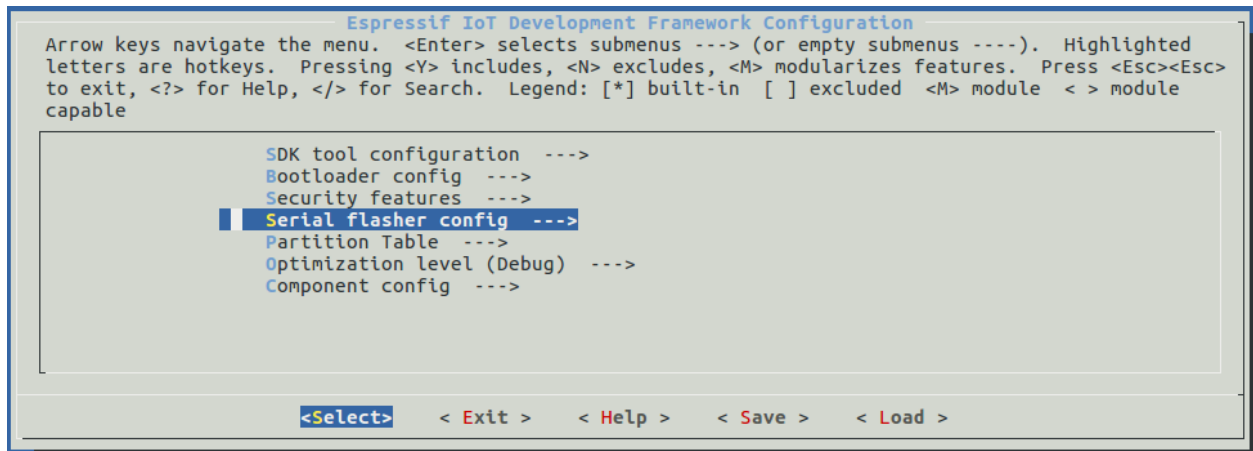 Espressif IoT Development Framework Configuration
Arrow keys navigate the menu.  <Enter> selects submenus ---> (or empty submenus ----).  Highlighted
letters are hotkeys.  Pressing <Y> includes, <N> excludes, <M> modularizes features.  Press <Esc><Esc>
to exit, <?> for Help, </> for Search.  Legend: [*] built-in  [ ] excluded  <M> module  < > module
capable
SDK tool configuration  --->
Bootloader config  --->
Security features  --->
Serial flasher config  --->
Partition Table  --->
Optimization level (Debug)  --->
Component config  --->
<Select>    < Exit >    < Help >    < Save >    < Load >